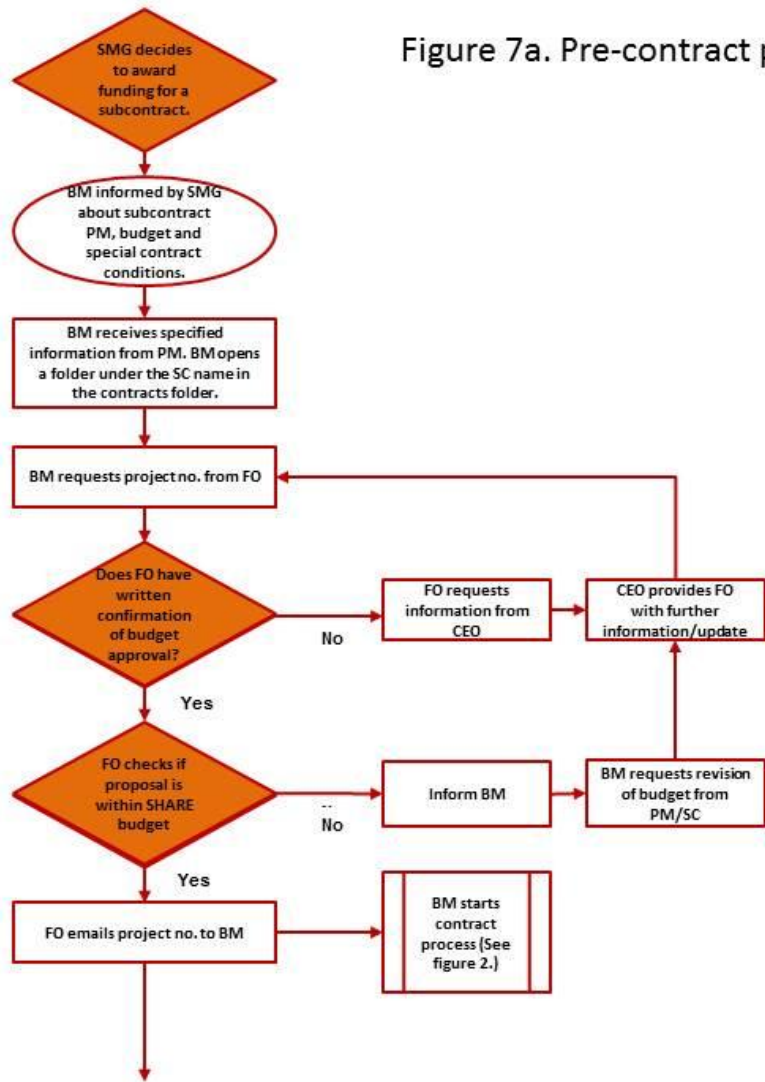 Figure 7a. Pre-contract p
SMG decides
to award
funding for a
subcontract.
BM informed by SMG
about subcontract
PM, budget and
special contract
conditions.
BM receives specified
information from PM. BM opens
a folder under the SC name in
the contracts folder.
BM requests project no. from FO
Does FO have
written
confirmation
of budget
approval?
No
FO requests
information from
CEO
CEO provides FO
with further
information/update
Yes
FO checks if
proposal is
within SHARE
budget
No
Inform BM
BM requests revision
of budget from
PM/SC
Yes
FO emails project no. to BM
BM starts
contract
process (See
figure 2.)